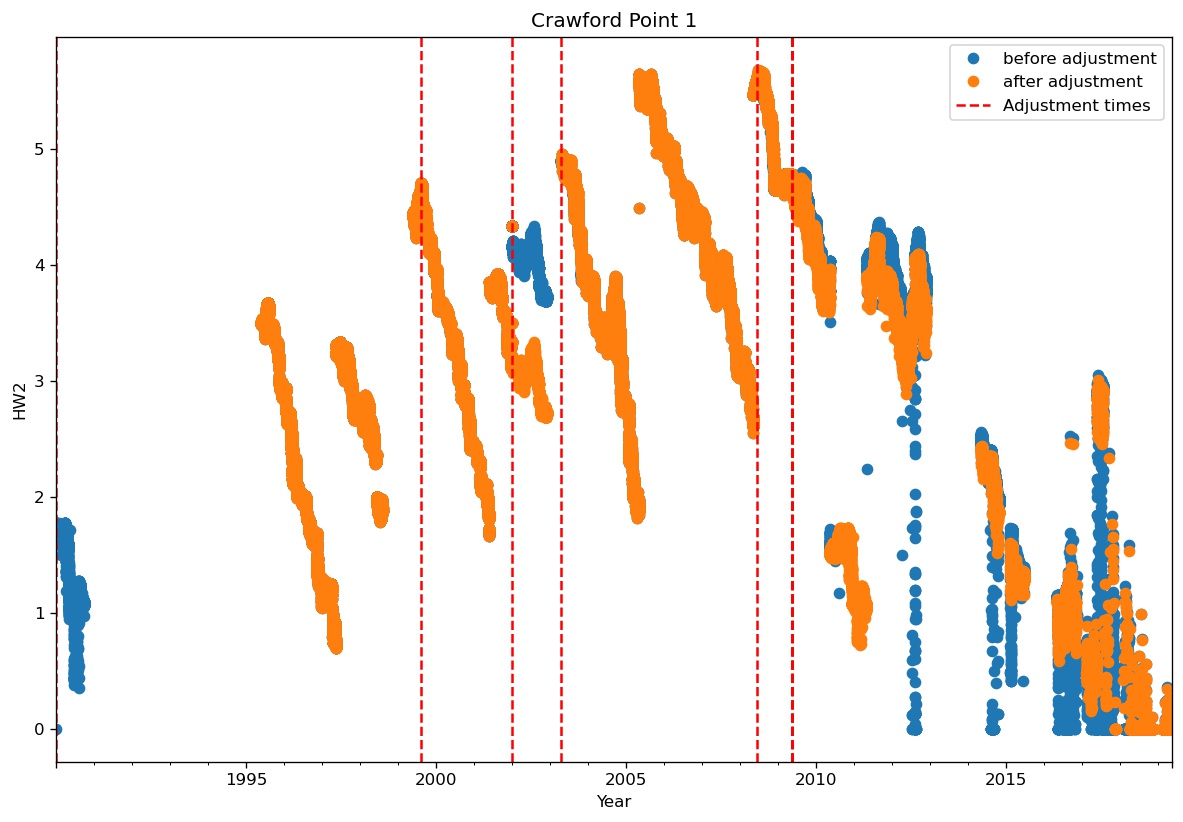 Crawford Point 1
before adjustment
after adjustment
Adjustment times
HW2
5
4
3
2
1
0
1995 2000 2005 2010 2015
Year